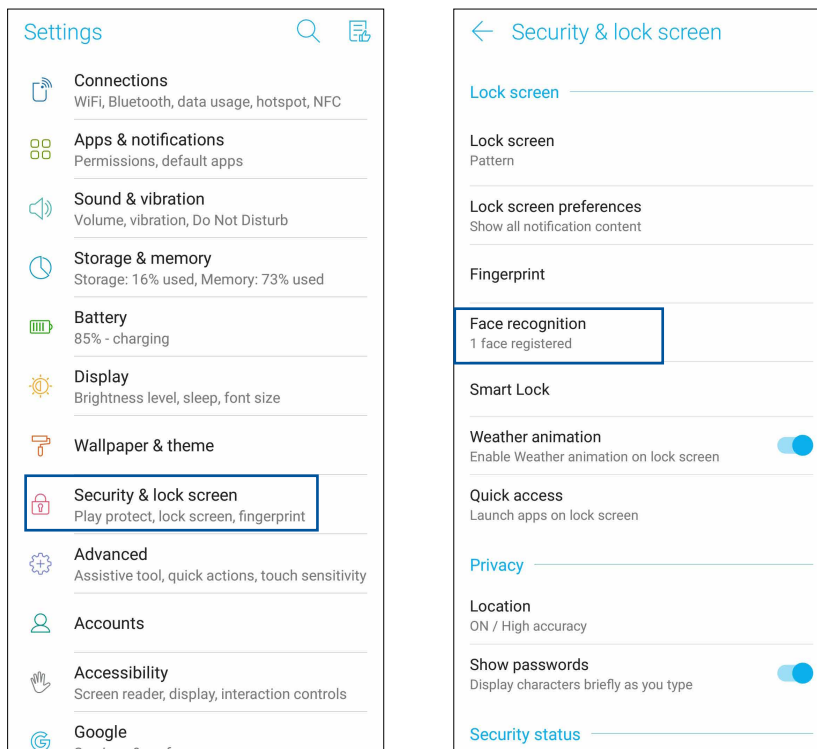 Settings
Connections
WiFi, Bluetooth, data usage, hotspot, NFC
Apps & notifications
Permissions, default apps
Sound & vibration
Volume, vibration, Do Not Disturb
Storage & memory
Storage: 16% used, Memory: 73% used
Battery
85% - charging
Display
Brightness level, sleep, font size
Wallpaper & theme
Security & lock screen
Play protect, lock screen, fingerprint
Advanced
Assistive tool, quick actions, touch sensitivity
Accounts
Accessibility
Screen reader, display, interaction controls
Google
Security & lock screen
Lock screen
Lock screen
Pattern
Lock screen preferences
Show all notification content
Fingerprint
Face recognition
1 face registered
Smart Lock
Weather animation
Enable Weather animation on lock screen
Quick access
Launch apps on lock screen
Privacy
Location
ON / High accuracy
Show passwords
Display characters briefly as you type
Security status